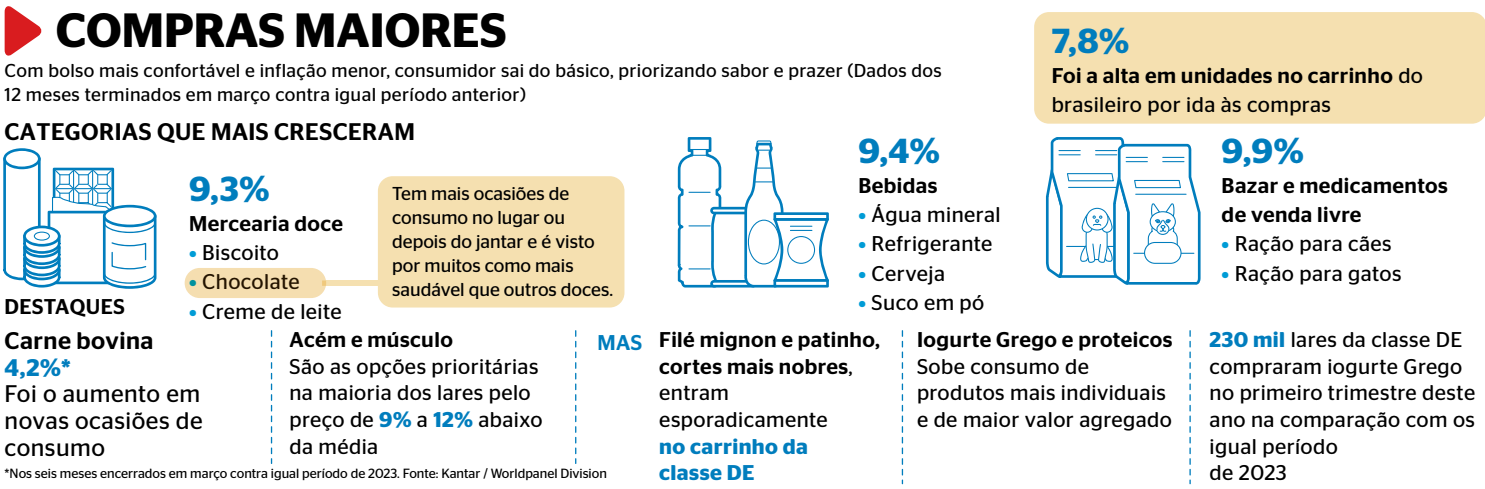 COMPRAS MAIORES
Com bolso mais confortável e inflação menor, consumidor sai do básico, priorizando sabor e prazer (Dados dos
12 meses terminados em março contra igual período anterior)
7,8%
Foi a alta em unidades no carrinho do
brasileiro por ida às compras
CATEGORIAS QUE MAIS CRESCERAM
9,3%
Mercearia doce
• Biscoito
• Chocolate
• Creme de leite
Tem mais ocasiões de
consumo no lugar ou
depois do jantar e é visto
por muitos como mais
saudável que outros doces.
9,4%
Bebidas
• Água mineral
• Refrigerante
• Cerveja
• Suco em pó
9,9%
Bazar e medicamentos
de venda livre
• Ração para cães
• Ração para gatos
DESTAQUES
Carne bovina
4,2%*
Foi o aumento em
novas ocasiões de
consumo
Acém e músculo
São as opções prioritárias
na maioria dos lares pelo
preço de 9% a 12% abaixo
da média
MAS
Filé mignon e patinho,
cortes mais nobres,
entram
esporadicamente
no carrinho da
classe DE
Iogurte Grego e proteicos
Sobe consumo de
produtos mais individuais
e de maior valor agregado
230 mil lares da classe DE
compraram iogurte Grego
no primeiro trimestre deste
ano na comparação com os
igual período
de 2023
*Nos seis meses encerrados em março contra igual período de 2023. Fonte: Kantar / Worldpanel Division